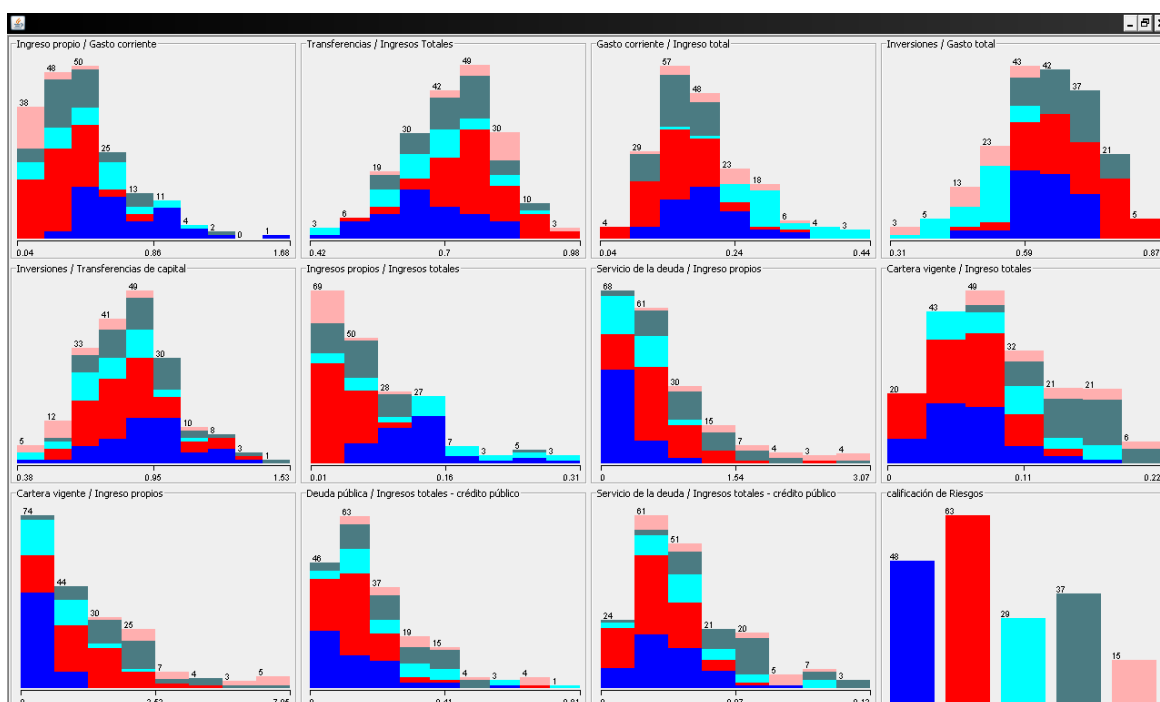 Ingreso propio / Gasto corriente
38 48 50 25 13 11 4 2 0 1
0.04 0.86 1.68
Transferencias / Ingresos Totales
3 6 19 30 42 49 30 10 3
0.42 0.7 0.98
Gasto corriente / Ingreso total
4 29 57 48 23 18 6 4 3
0.04 0.24 0.44
Inversiones / Gasto total
3 5 13 23 43 42 37 21 5
0.31 0.59 0.87
Inversiones / Transferencias de capital
5 12 33 41 49 30 10 8 3 1
0.38 0.95 1.53
Ingresos propios / Ingresos totales
69 50 28 27 7 3 5 3
0.01 0.16 0.31
Servicio de la deuda / Ingreso propios
68 61 30 15 7 4 3 4
0 1.54 3.07
Cartera vigente / Ingreso totales
20 43 49 32 21 21 6
0 0.11 0.22
Cartera vigente / Ingreso propios
74 44 30 25 7 4 3 5
Deuda pública / Ingresos totales - crédito público
46 63 37 19 15 4 3 4 1
Servicio de la deuda / Ingresos totales - crédito público
24 61 51 21 20 5 7 3
calificación de Riesgos
48 63 29 37 15